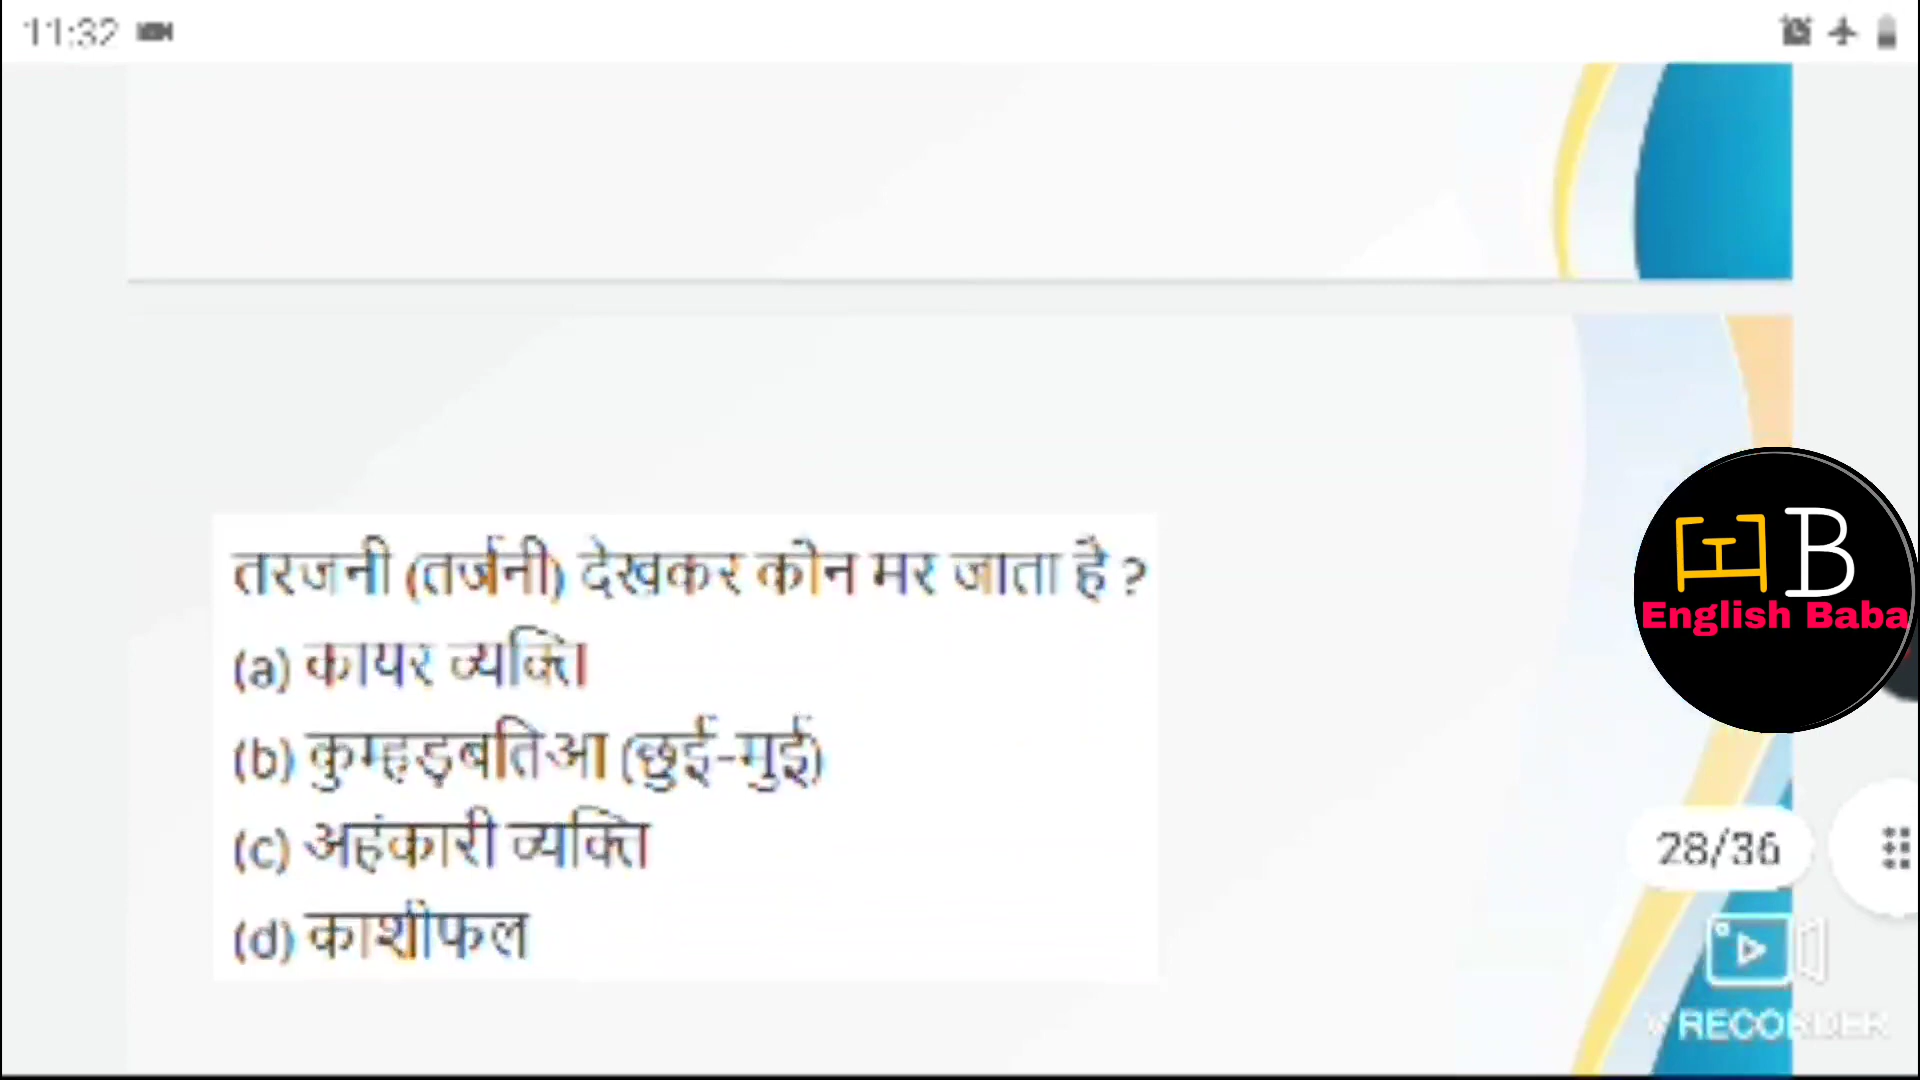 11:32
तरजनी (तर्जनी) देखकर कौन मर जाता है ?
(a) कायर व्यक्ति
(b) कुम्हड़बतिआ (छुई-मुई)
B
English Baba
(c) अहंकारी व्यक्ति
28/36
(d) काशीफल
RECORDER